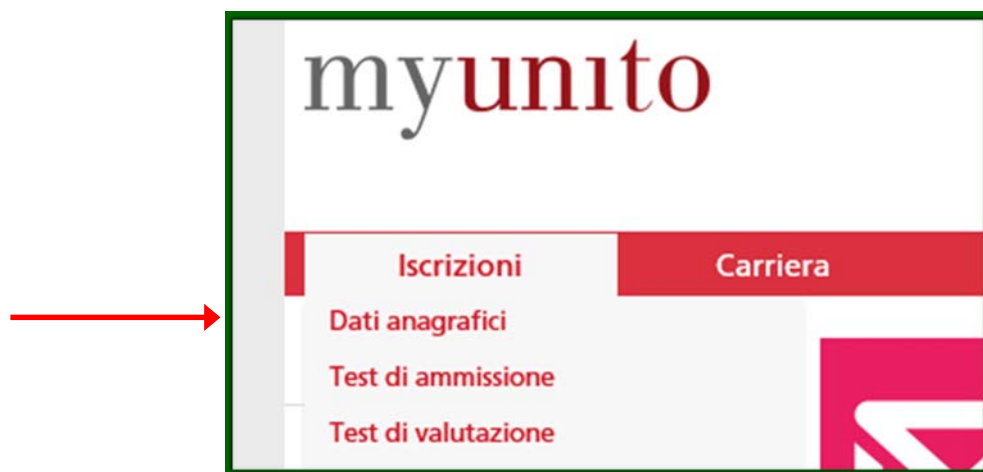 myunito
Iscrizioni Carriera
Dati anagrafici
Test di ammissione
Test di valutazione